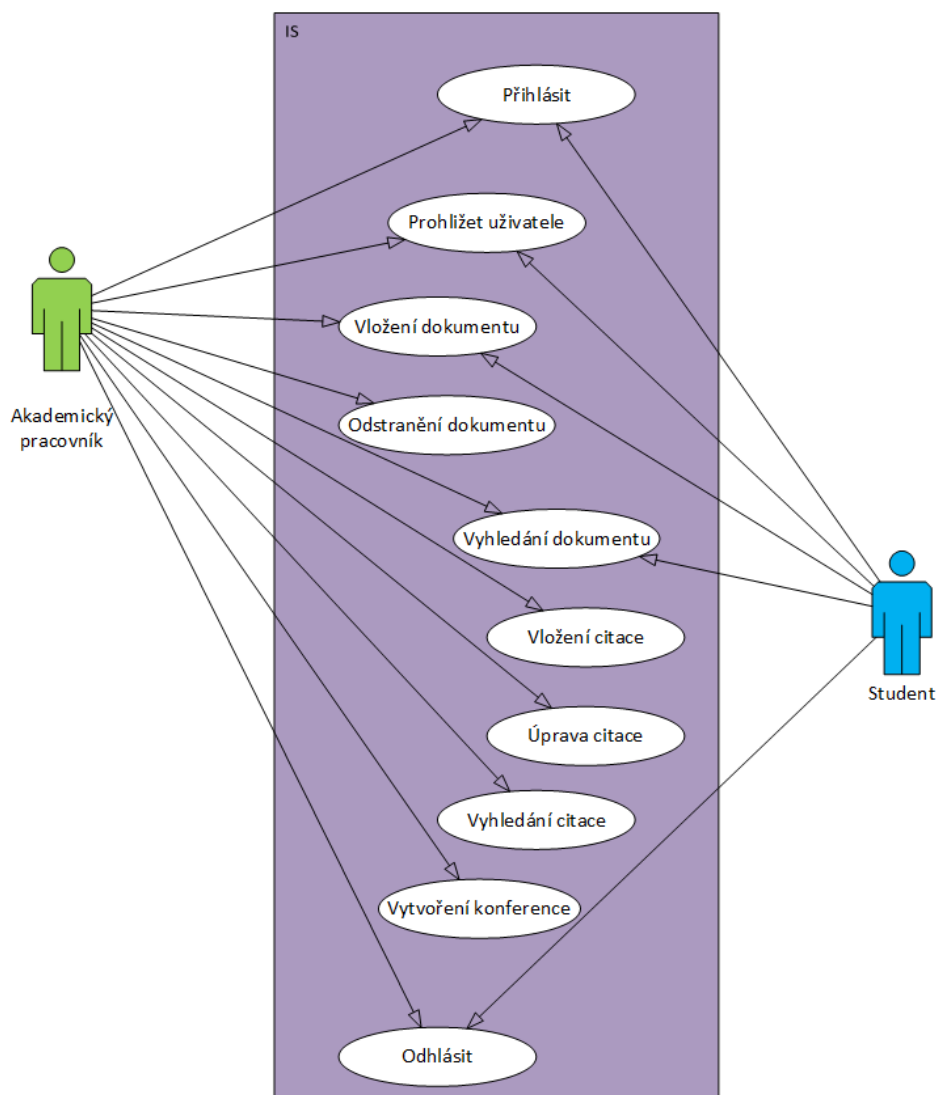 IS
Přihlásit
Prohližet uživatele
Vložení dokumentu
Akademický
pracovník
Odstranění dokumentu
Vyhledání dokumentu
Vložení citace
Student
Úprava citace
Vyhledání citace
Vytvoření konference
Odhlásit